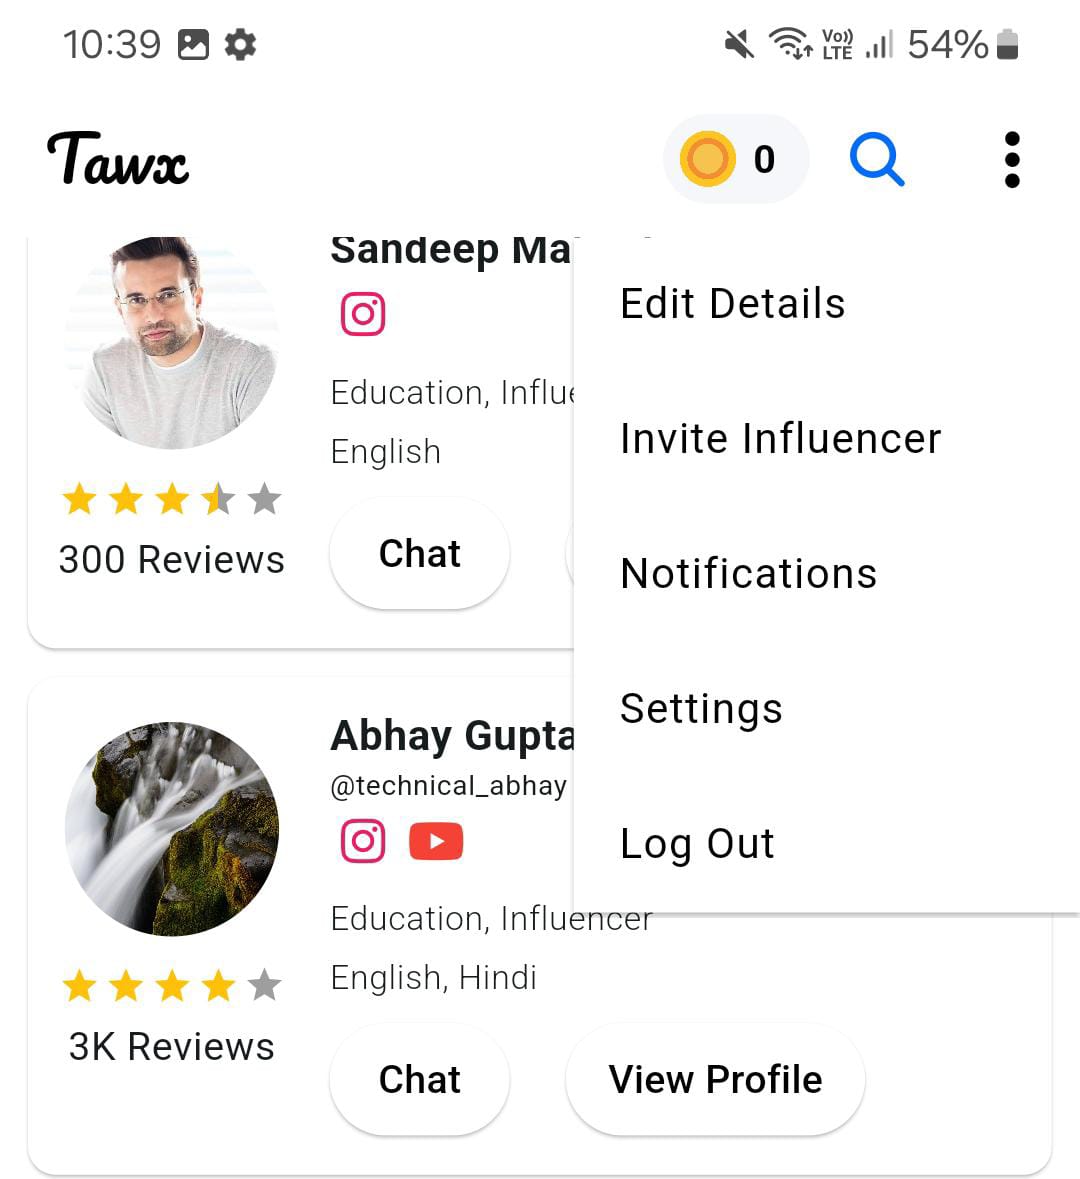 10:39
Vo)) LTE 54%
Tawx
0
Sandeep Ma
Education, Influe
English
300 Reviews
Chat
Edit Details
Invite Influencer
Notifications
Settings
Log Out
Abhay Gupta
@technical_abhay
Education, Influencer
English, Hindi
3K Reviews
Chat
View Profile